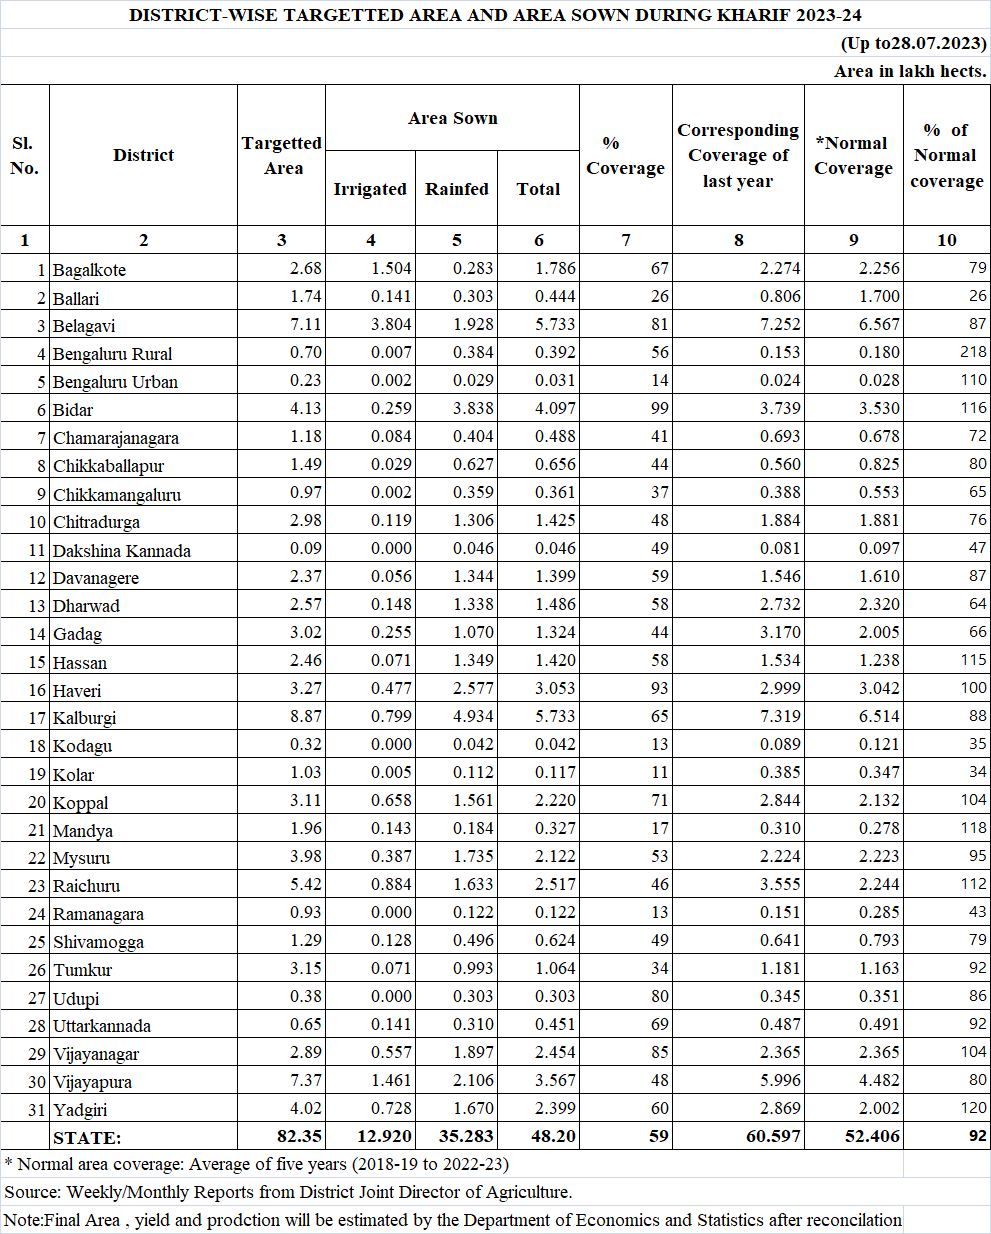 DISTRICT-WISE TARGETTED AREA AND AREA SOWN DURING KHARIF 2023-24
(Up to28.07.2023)
Area in lakh hects.
Sl. No. District Targetted Area Area Sown % Coverage Corresponding Coverage of last year *Normal Coverage % of Normal coverage
Irrigated Rainfed Total
1 2 3 4 5 6 7 8 9 10
1 Bagalkote 2.68 1.504 0.283 1.786 67 2.274 2.256 79
2 Ballari 1.74 0.141 0.303 0.444 26 0.806 1.700 26
3 Belagavi 7.11 3.804 1.928 5.733 81 7.252 6.567 87
4 Bengaluru Rural 0.70 0.007 0.384 0.392 56 0.153 0.180 218
5 Bengaluru Urban 0.23 0.002 0.029 0.031 14 0.024 0.028 110
6 Bidar 4.13 0.259 3.838 4.097 99 3.739 3.530 116
7 Chamarajanagara 1.18 0.084 0.404 0.488 41 0.693 0.678 72
8 Chikkaballapur 1.49 0.029 0.627 0.656 44 0.560 0.825 80
9 Chikkamangaluru 0.97 0.002 0.359 0.361 37 0.388 0.553 65
10 Chitradurga 2.98 0.119 1.306 1.425 48 1.884 1.881 76
11 Dakshina Kannada 0.09 0.000 0.046 0.046 49 0.081 0.097 47
12 Davanagere 2.37 0.056 1.344 1.399 59 1.546 1.610 87
13 Dharwad 2.57 0.148 1.338 1.486 58 2.732 2.320 64
14 Gadag 3.02 0.255 1.070 1.324 44 3.170 2.005 66
15 Hassan 2.46 0.071 1.349 1.420 58 1.534 1.238 115
16 Haveri 3.27 0.477 2.577 3.053 93 2.999 3.042 100
17 Kalburgi 8.87 0.799 4.934 5.733 65 7.319 6.514 88
18 Kodagu 0.32 0.000 0.042 0.042 13 0.089 0.121 35
19 Kolar 1.03 0.005 0.112 0.117 11 0.385 0.347 34
20 Koppal 3.11 0.658 1.561 2.220 71 2.844 2.132 104
21 Mandya 1.96 0.143 0.184 0.327 17 0.310 0.278 118
22 Mysuru 3.98 0.387 1.735 2.122 53 2.224 2.223 95
23 Raichuru 5.42 0.884 1.633 2.517 46 3.555 2.244 112
24 Ramanagara 0.93 0.000 0.122 0.122 13 0.151 0.285 43
25 Shivamogga 1.29 0.128 0.496 0.624 49 0.641 0.793 79
26 Tumkur 3.15 0.071 0.993 1.064 34 1.181 1.163 92
27 Udupi 0.38 0.000 0.303 0.303 80 0.345 0.351 86
28 Uttarkannada 0.65 0.141 0.310 0.451 69 0.487 0.491 92
29 Vijayanagar 2.89 0.557 1.897 2.454 85 2.365 2.365 104
30 Vijayapura 7.37 1.461 2.106 3.567 48 5.996 4.482 80
31 Yadgiri 4.02 0.728 1.670 2.399 60 2.869 2.002 120
STATE: 82.35 12.920 35.283 48.20 59 60.597 52.406 92
* Normal area coverage: Average of five years (2018-19 to 2022-23)
Source: Weekly/Monthly Reports from District Joint Director of Agriculture.
Note:Final Area , yield and prodction will be estimated by the Department of Economics and Statistics after reconcilation